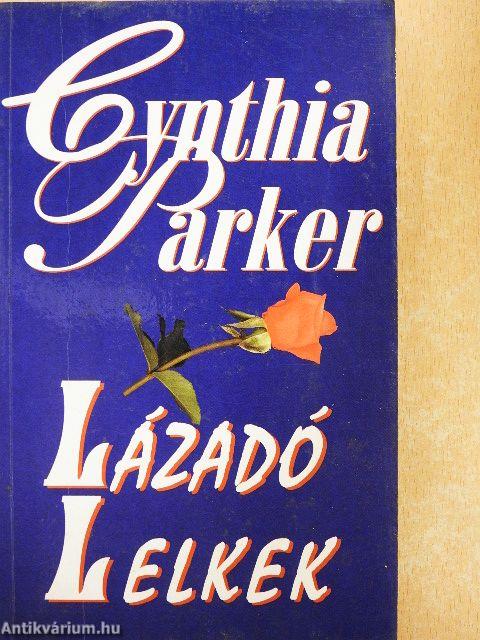 Cynthia
Parker
LÁZADÓ
LELKEK
Antikvárium.hu